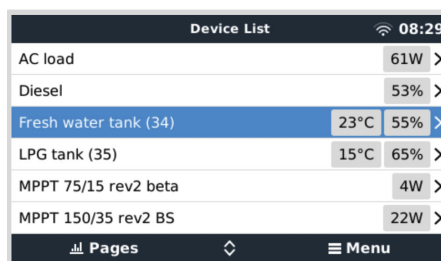 Device List 08:29
AC load 61W
Diesel 53%
Fresh water tank (34) 23°C 55%
LPG tank (35) 15°C 65%
MPPT 75/15 rev2 beta 4W
MPPT 150/35 rev2 BS 22W
Pages Menu